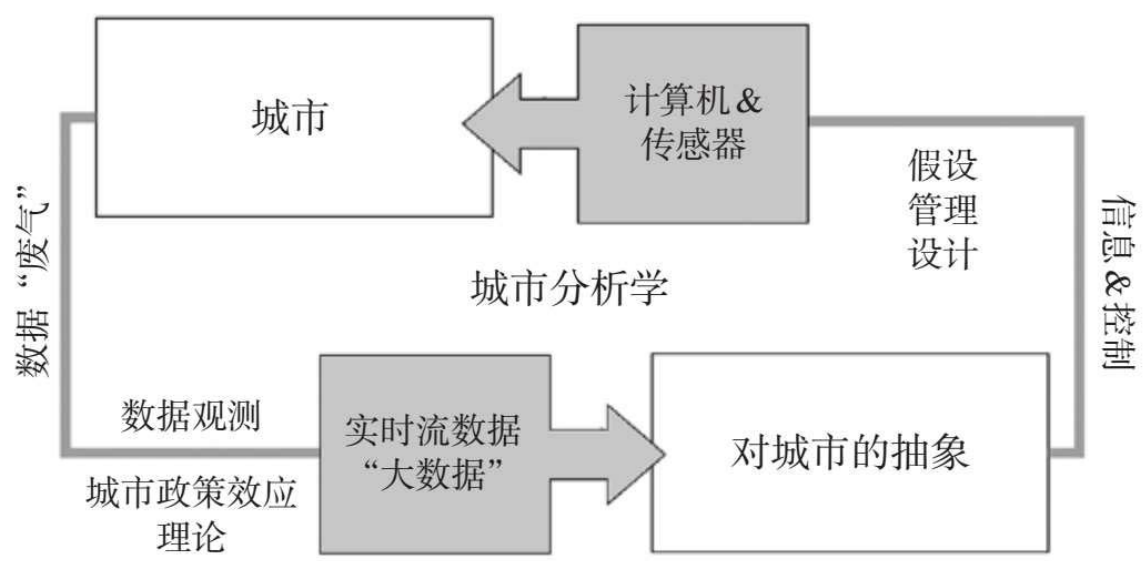 城市
计算机&
传感器
假设
管理
设计
数据“废气”
信息&控制
城市分析学
数据观测
城市政策效应
理论
实时流数据
“大数据”
对城市的抽象